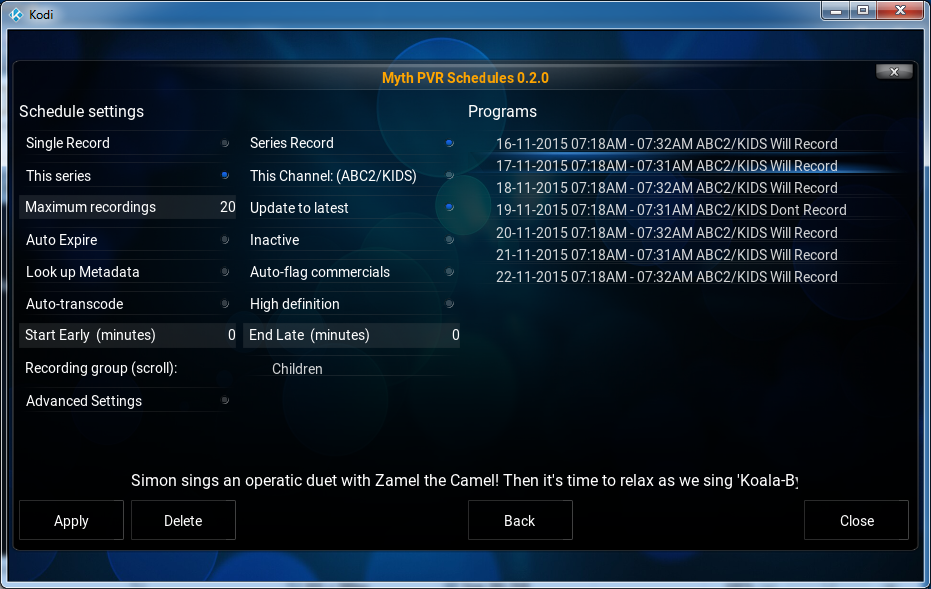 Kodi
Myth PVR Schedules 0.2.0
Schedule settings
Programs
Single Record
Series Record
This series
This Channel: (ABC2/KIDS)
Maximum recordings 20
Update to latest
Auto Expire
Inactive
Look up Metadata
Auto-flag commercials
Auto-transcode
High definition
Start Early (minutes) 0
End Late (minutes) 0
Recording group (scroll):
Children
Advanced Settings
16-11-2015 07:18AM - 07:32AM ABC2/KIDS Will Record
17-11-2015 07:18AM - 07:31AM ABC2/KIDS Will Record
18-11-2015 07:18AM - 07:32AM ABC2/KIDS Will Record
19-11-2015 07:18AM - 07:31AM ABC2/KIDS Dont Record
20-11-2015 07:18AM - 07:32AM ABC2/KIDS Will Record
21-11-2015 07:18AM - 07:31AM ABC2/KIDS Will Record
22-11-2015 07:18AM - 07:32AM ABC2/KIDS Will Record
Simon sings an operatic duet with Zamel the Camel! Then it's time to relax as we sing 'Koala-By
Apply
Delete
Back
Close